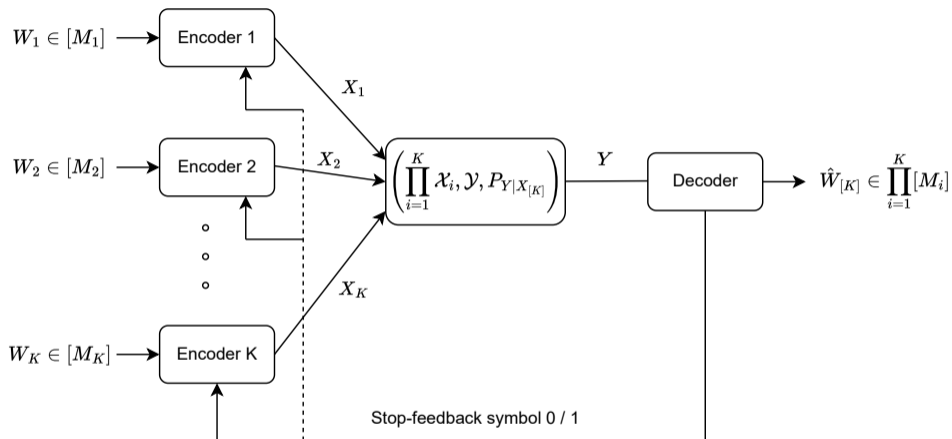 W_1 ∈ [M_1]
Encoder 1
X_1
W_2 ∈ [M_2]
Encoder 2
X_2
(∏_{i=1}^{K} 𝒳_i, 𝒴, P_{Y|X_{[K]}})
Y
Decoder
Ŵ_{[K]} ∈ ∏_{i=1}^{K} [M_i]
X_K
W_K ∈ [M_K]
Encoder K
Stop-feedback symbol 0 / 1